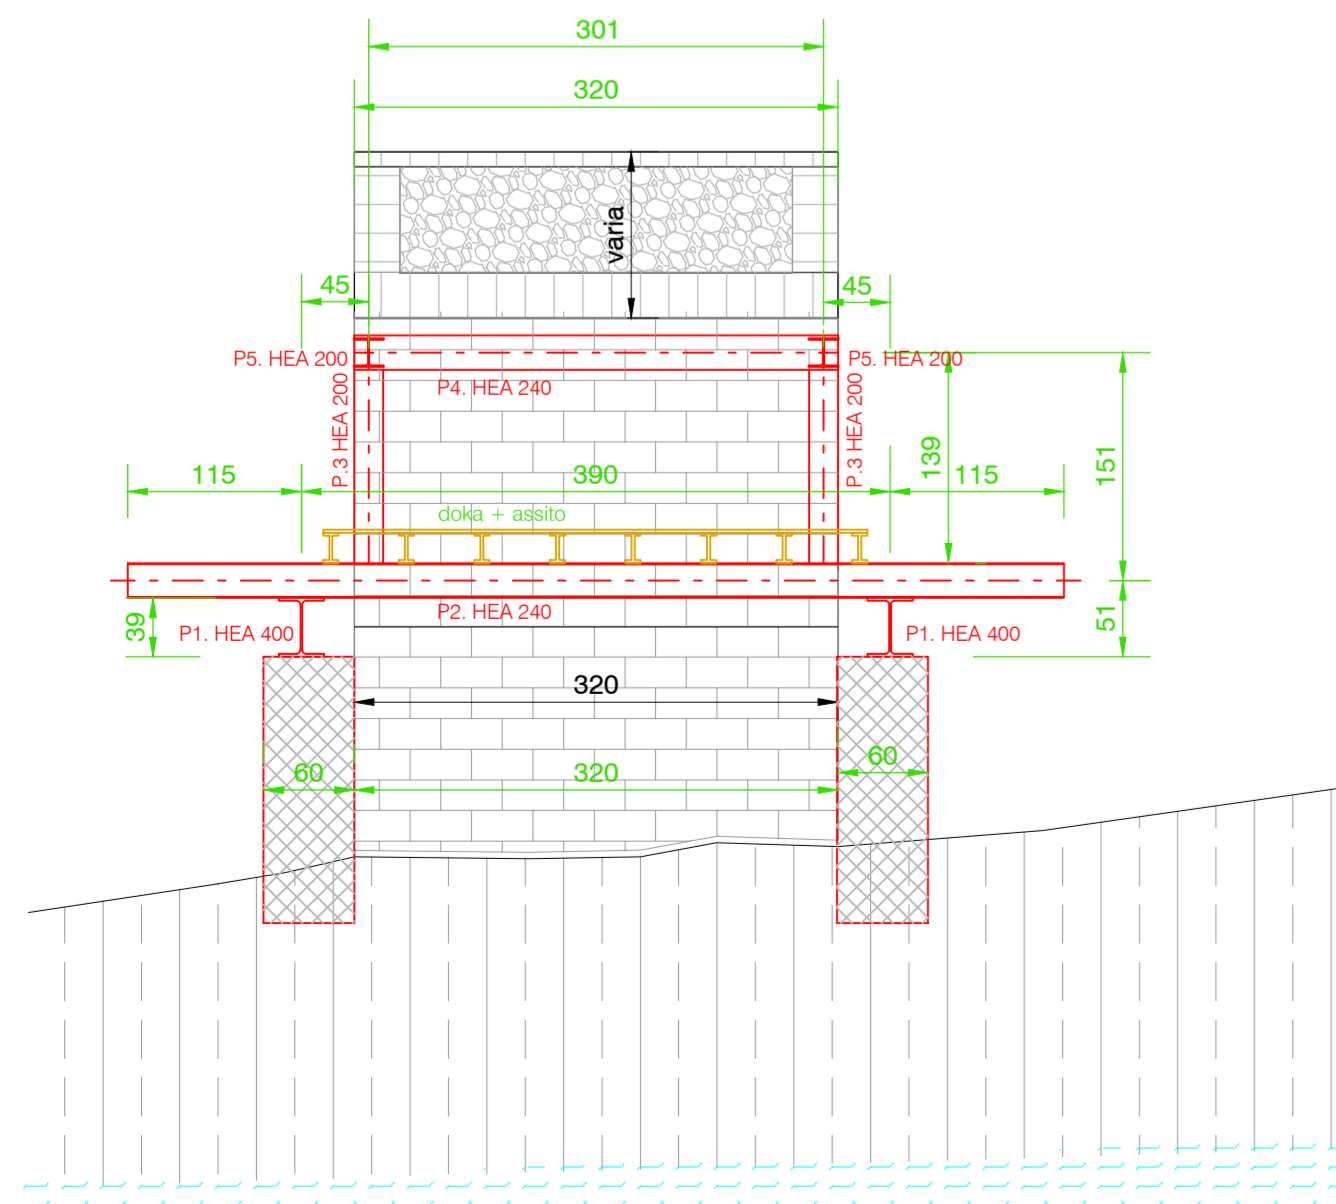 301
320
varia
45
45
P5. HEA 200
P5. HEA 200
P4. HEA 240
P.3 HEA 200
P.3 HEA 200
139
151
115
390
115
doka + assito
P2. HEA 240
39
P1. HEA 400
P1. HEA 400
51
320
60
320
60